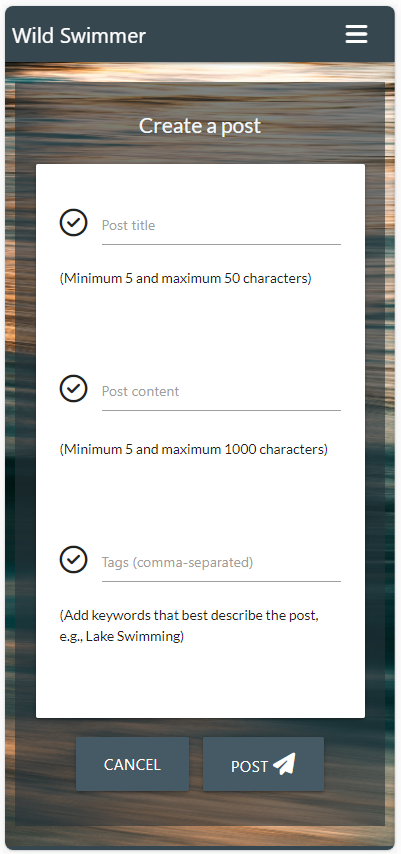 Wild Swimmer
Create a post
Post title
(Minimum 5 and maximum 50 characters)
Post content
(Minimum 5 and maximum 1000 characters)
Tags (comma-separated)
(Add keywords that best describe the post,
e.g., Lake Swimming)
CANCEL
POST